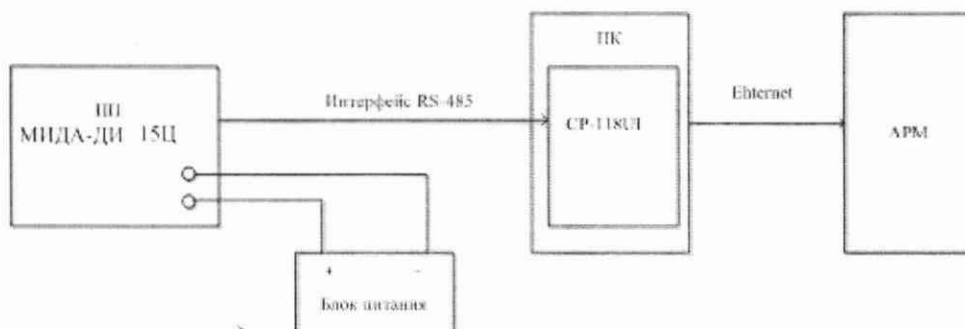 ПП
МИДА-ДИ 15Ц
Интерфейс RS-485
ПК
CP-118UI
Ehternet
АРМ
+ -
Блок питания